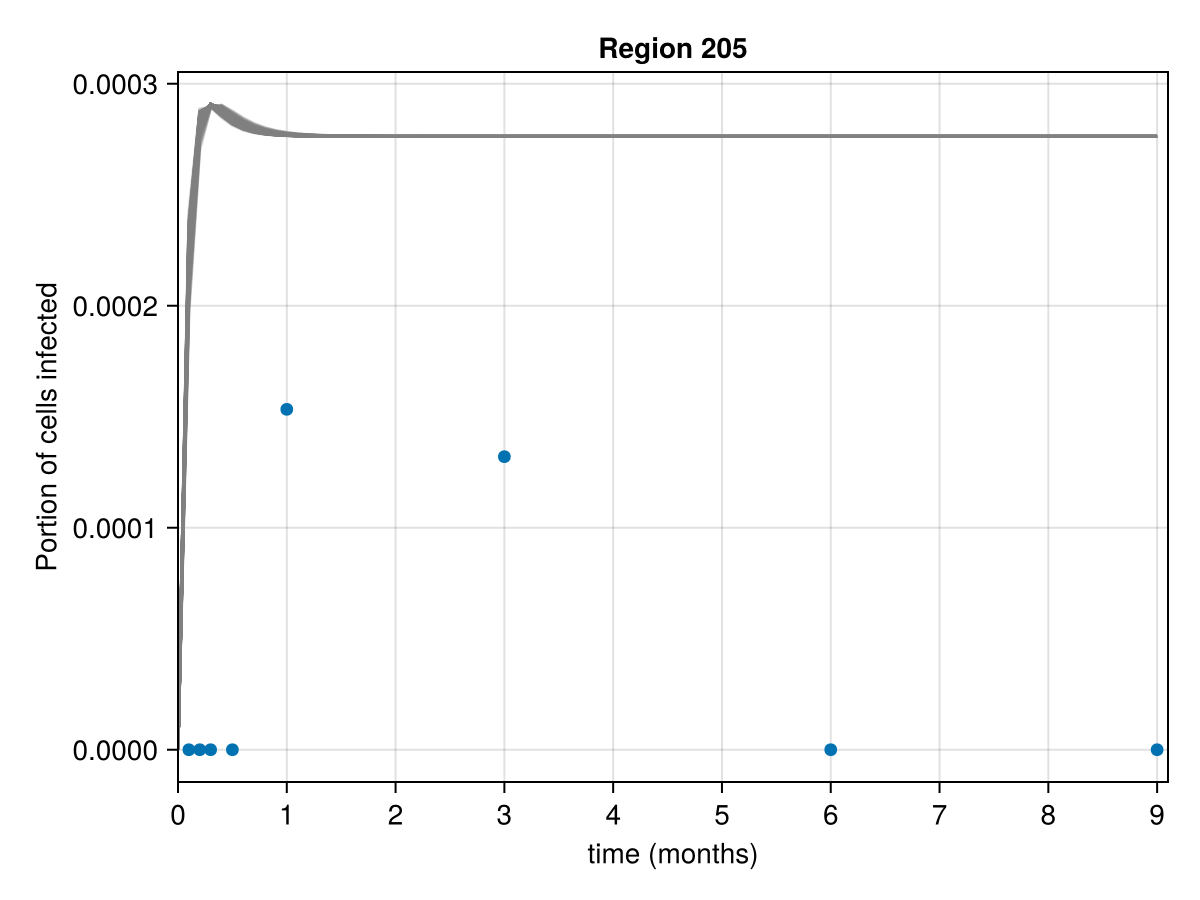 Region 205
Portion of cells infected
0.0003
0.0002
0.0001
0.0000
0 1 2 3 4 5 6 7 8 9
time (months)